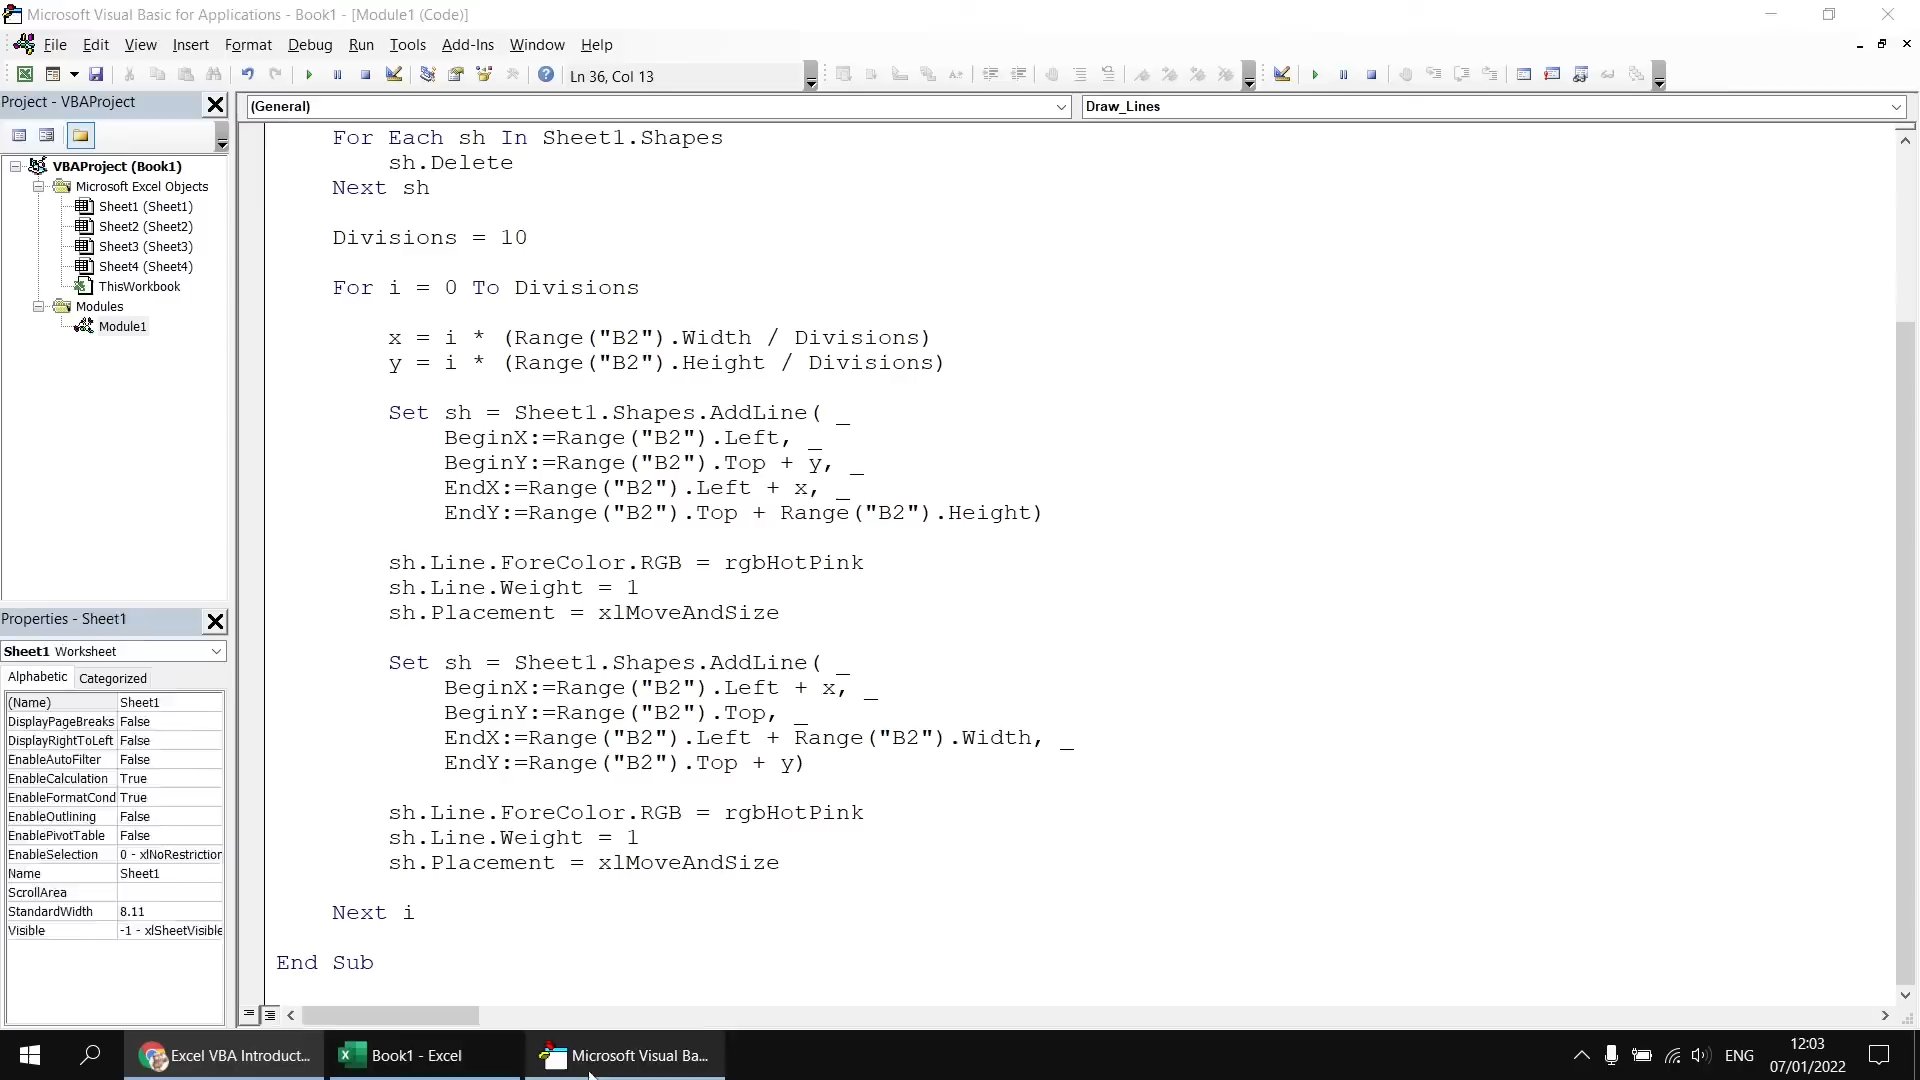 Microsoft Visual Basic for Applications - Book1 - [Module1 (Code)]
File Edit View Insert Format Debug Run Tools Add-Ins Window Help
Ln 36, Col 13
Project - VBAProject
(General)
Draw_Lines
VBAProject (Book1)
Microsoft Excel Objects
Sheet1 (Sheet1)
Sheet2 (Sheet2)
Sheet3 (Sheet3)
Sheet4 (Sheet4)
ThisWorkbook
Modules
Module1
Properties - Sheet1
Sheet1 Worksheet
Alphabetic Categorized
(Name) Sheet1
DisplayPageBreaks False
DisplayRightToLeft False
EnableAutoFilter False
EnableCalculation True
EnableFormatCond True
EnableOutlining False
EnablePivotTable False
EnableSelection 0 - xlNoRestriction
Name Sheet1
ScrollArea
StandardWidth 8.11
Visible -1 - xlSheetVisible
For Each sh In Sheet1.Shapes
sh.Delete
Next sh
Divisions = 10
For i = 0 To Divisions
x = i * (Range("B2").Width / Divisions)
y = i * (Range("B2").Height / Divisions)
Set sh = Sheet1.Shapes.AddLine( _
BeginX:=Range("B2").Left, _
BeginY:=Range("B2").Top + y, _
EndX:=Range("B2").Left + x, _
EndY:=Range("B2").Top + Range("B2").Height)
sh.Line.ForeColor.RGB = rgbHotPink
sh.Line.Weight = 1
sh.Placement = xlMoveAndSize
Set sh = Sheet1.Shapes.AddLine( _
BeginX:=Range("B2").Left + x, _
BeginY:=Range("B2").Top, _
EndX:=Range("B2").Left + Range("B2").Width, _
EndY:=Range("B2").Top + y)
sh.Line.ForeColor.RGB = rgbHotPink
sh.Line.Weight = 1
sh.Placement = xlMoveAndSize
Next i
End Sub
Excel VBA Introduct...
Book1 - Excel
Microsoft Visual Ba...
ENG
12:03
07/01/2022